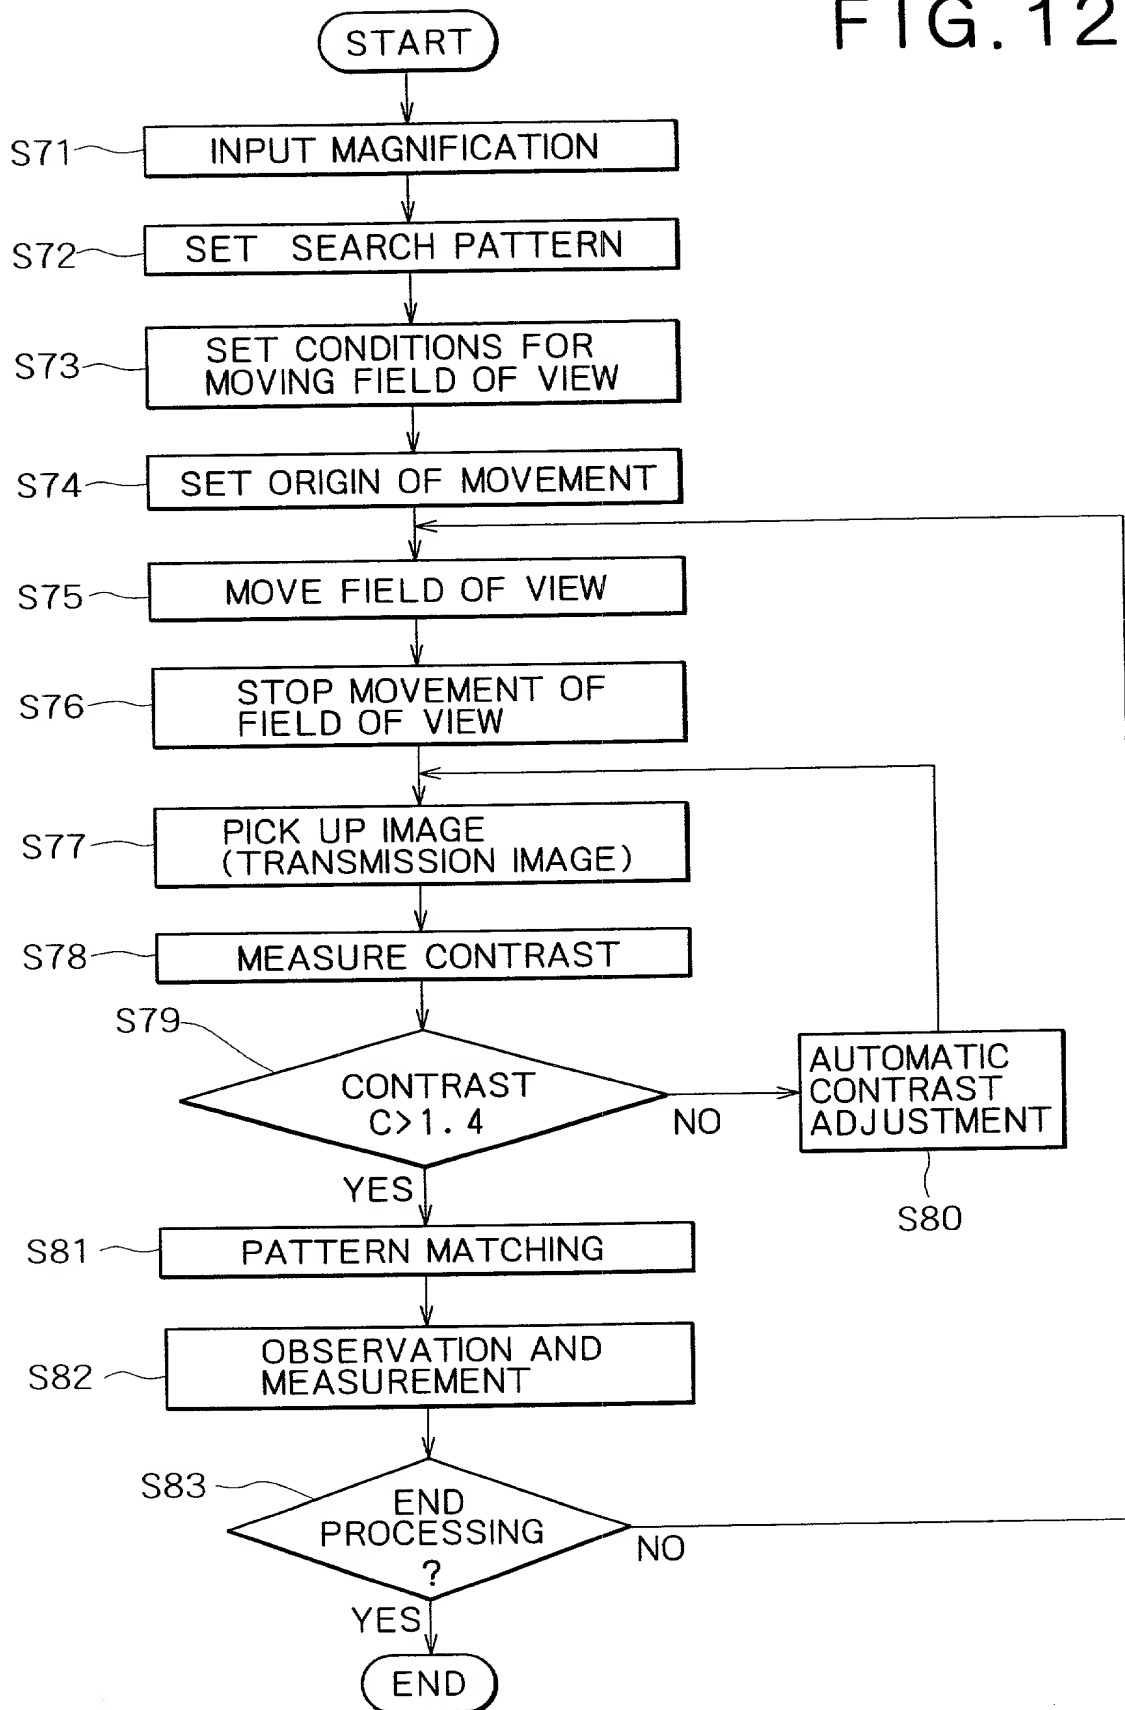 FIG. 12
START
S71
INPUT MAGNIFICATION
S72
SET SEARCH PATTERN
S73
SET CONDITIONS FOR
MOVING FIELD OF VIEW
S74
SET ORIGIN OF MOVEMENT
S75
MOVE FIELD OF VIEW
S76
STOP MOVEMENT OF
FIELD OF VIEW
S77
PICK UP IMAGE
(TRANSMISSION IMAGE)
S78
MEASURE CONTRAST
S79
CONTRAST
C>1.4
NO
AUTOMATIC
CONTRAST
ADJUSTMENT
S80
YES
S81
PATTERN MATCHING
S82
OBSERVATION AND
MEASUREMENT
S83
END
PROCESSING
?
NO
YES
END